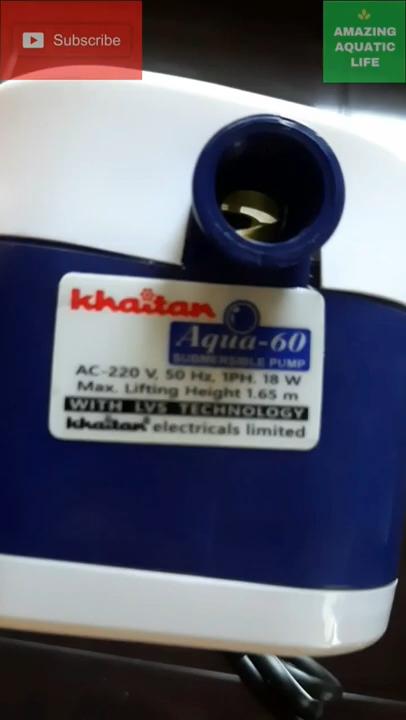 Subscribe
AMAZING
AQUATIC
LIFE
khaitan
Aqua-60
SUBMERSIBLE PUMP
AC-220 V, 50 Hz, 1PH. 18 W
Max. Lifting Height 1.65 m
WITH LVS TECHNOLOGY
khaitan electricals limited